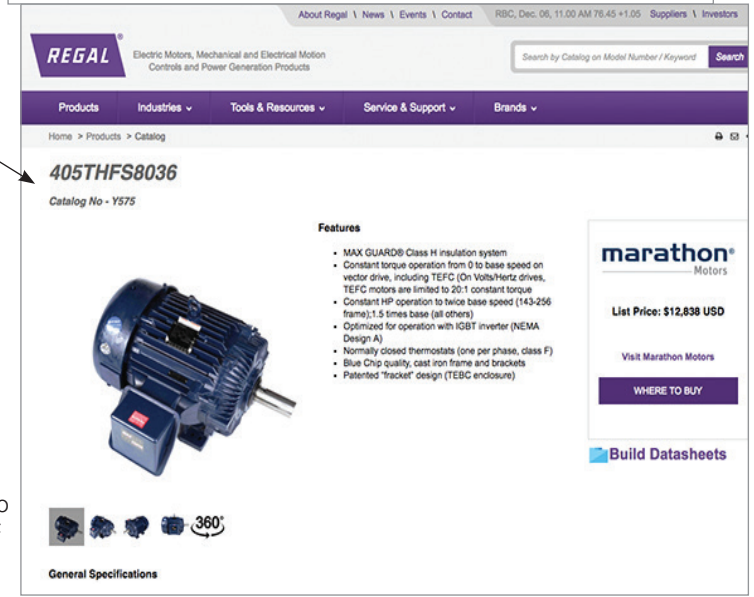 About Regal \ News \ Events \ Contact
RBC, Dec. 06, 11.00 AM 76.45 +1.05 Suppliers \ Investors
REGAL®
Electric Motors, Mechanical and Electrical Motion
Controls and Power Generation Products
Search by Catalog on Model Number / Keyword
Search
Products Industries Tools & Resources Service & Support Brands
Home > Products > Catalog
405THFS8036
Catalog No - Y575
Features
• MAX GUARD® Class H insulation
system
• Constant torque operation from 0 to base speed on
vector drive, including TEFC (On Volts/Hertz drives,
TEFC motors are limited to 20:1 constant torque
• Constant HP operation to twice base speed (143-256
frame);1.5 times base (all others)
• Optimized for operation with IGBT inverter (NEMA
Design A)
• Normally closed thermostats (one per phase, class F)
• Blue Chip quality, cast iron frame and brackets
• Patented "fracket" design (TEBC enclosure)
marathon®
Motors
List Price: $12,838 USD
Visit Marathon Motors
WHERE TO BUY
Build Datasheets
360°
General Specifications